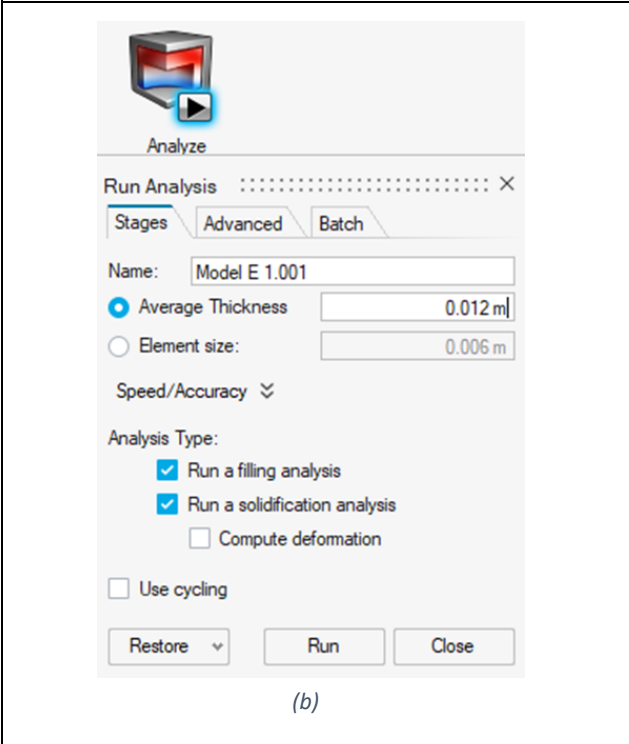 Analyze
Run Analysis
Stages Advanced Batch
Name: Model E 1.001
Average Thickness 0.012 m
Element size: 0.006 m
Speed/Accuracy
Analysis Type:
Run a filling analysis
Run a solidification analysis
Compute deformation
Use cycling
Restore Run Close
(b)